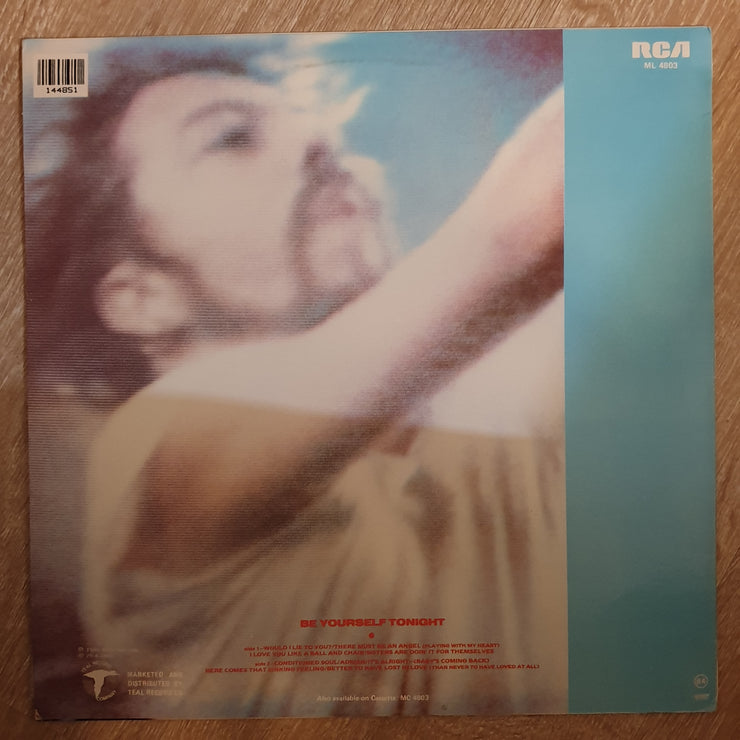 144851
RCA
ML 4803
BE YOURSELF TONIGHT
side 1–WOULD I LIE TO YOU?/THERE MUST BE AN ANGEL (PLAYING WITH MY HEART)
I LOVE YOU LIKE A BALL AND CHAIN/SISTERS ARE DOIN' IT FOR THEMSELVES
side 2–CONDITIONED SOUL/ADRIAN/IT'S ALRIGHT–(BABY'S COMING BACK)
HERE COMES THAT SINKING FEELING/BETTER TO HAVE LOST IN LOVE (THAN NEVER TO HAVE LOVED AT ALL)
MARKETED AND
DISTRIBUTED BY
TEAL RECORDS
COMPANY
Also available on Cassette: MC 4803